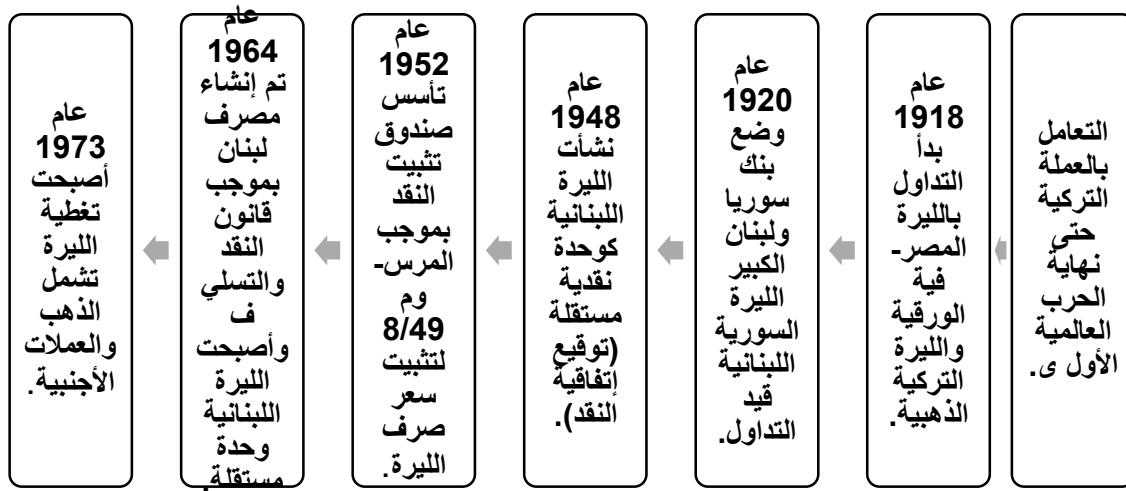 التعامل
بالعملة
التركية
حتى
نهاية
الحرب
العالمية
الأول ى.
عام
1918
بدأ
التداول
بالليرة
المصر-
فية
الورقية
والليرة
التركية
الذهبية.
عام
1920
وضع
بنك
سوريا
ولبنان
الكبير
الليرة
السورية
اللبنانية
قيد
التداول.
عام
1948
نشأت
الليرة
اللبنانية
كوحدة
نقدية
مستقلة
(توقيع
إتفاقية
النقد).
عام
1952
تأسس
صندوق
تثبيت
النقد
بموجب
المرس-
وم
8/49
لتثبيت
سعر
صرف
الليرة.
عام
1964
تم إنشاء
مصرف
لبنان
بموجب
قانون
النقد
والتسلي
ف
وأصبحت
الليرة
اللبنانية
وحدة
مستقلة.
عام
1973
أصبحت
تغطية
الليرة
تشمل
الذهب
والعملات
الأجنبية.